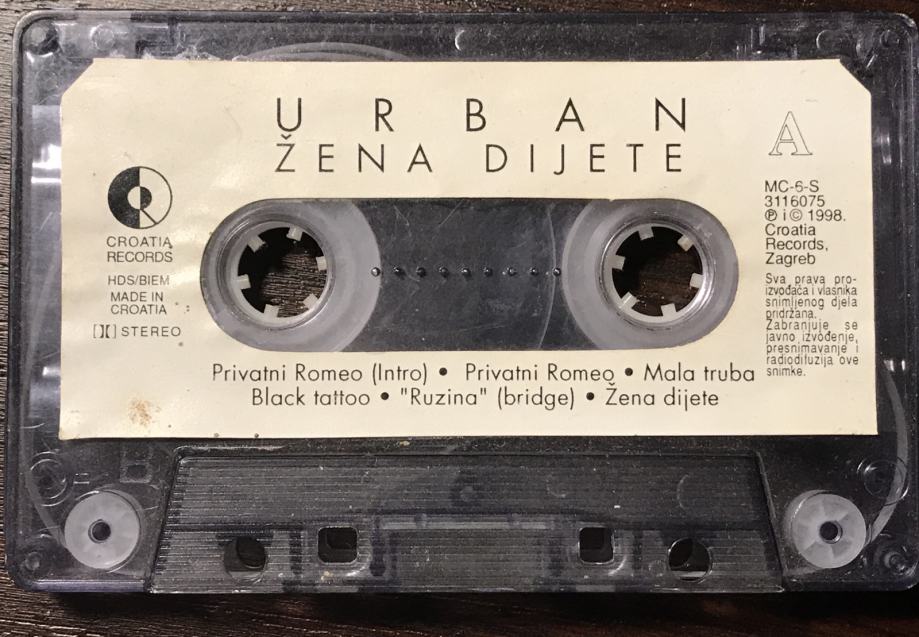 URBAN
ŽENA DIJETE
A
CROATIA
RECORDS
HDS/BIEM
MADE IN
CROATIA
STEREO
MC-6-S
3116075
℗ i © 1998.
Croatia
Records,
Zagreb
Sva prava pro-
izvođača i vlasnika
snimljenog djela
pridržana.
Zabranjuje se
javno izvođenje,
presnimavanje i
radiodifuzija ove
snimke.
Privatni Romeo (Intro) • Privatni Romeo • Mala truba
Black tattoo • "Ruzina" (bridge) • Žena dijete